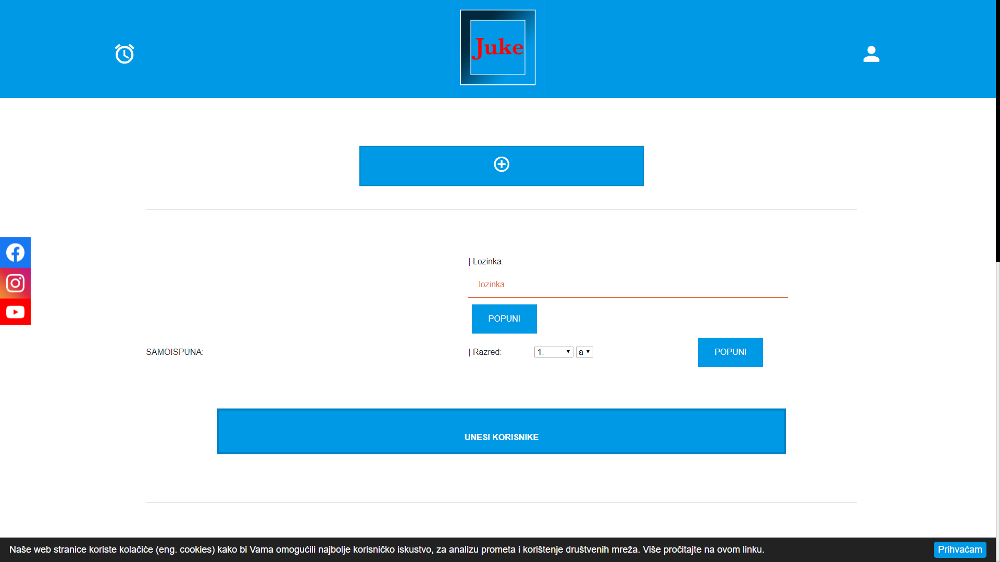 Juke
| Lozinka:
lozinka
POPUNI
SAMOISPUNA:
| Razred:
1.
a
POPUNI
UNESI KORISNIKE
Naše web stranice koriste kolačiće (eng. cookies) kako bi Vama omogućili najbolje korisničko iskustvo, za analizu prometa i korištenje društvenih mreža. Više pročitajte na ovom linku.
Prihvaćam